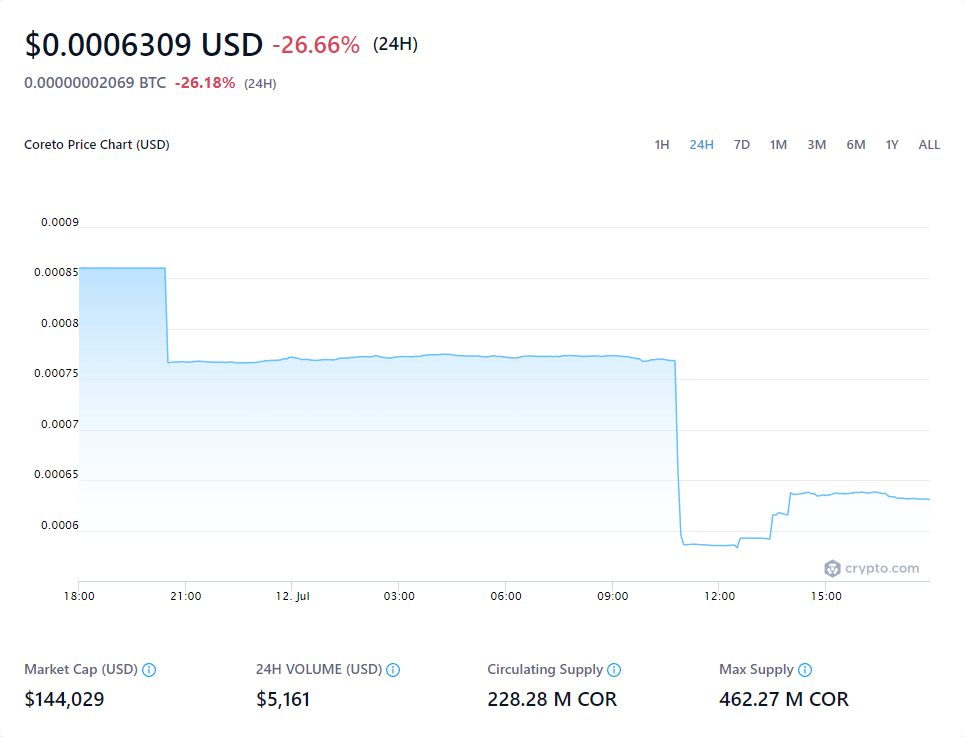 $0.0006309 USD -26.66% (24H)
0.00000002069 BTC -26.18% (24H)
Coreto Price Chart (USD) 1H 24H 7D 1M 3M 6M 1Y ALL
0.0009
0.00085
0.0008
0.00075
0.0007
0.00065
0.0006
crypto.com
18:00 21:00 12. Jul 03:00 06:00 09:00 12:00 15:00
Market Cap (USD) 24H VOLUME (USD) Circulating Supply Max Supply
$144,029 $5,161 228.28 M COR 462.27 M COR